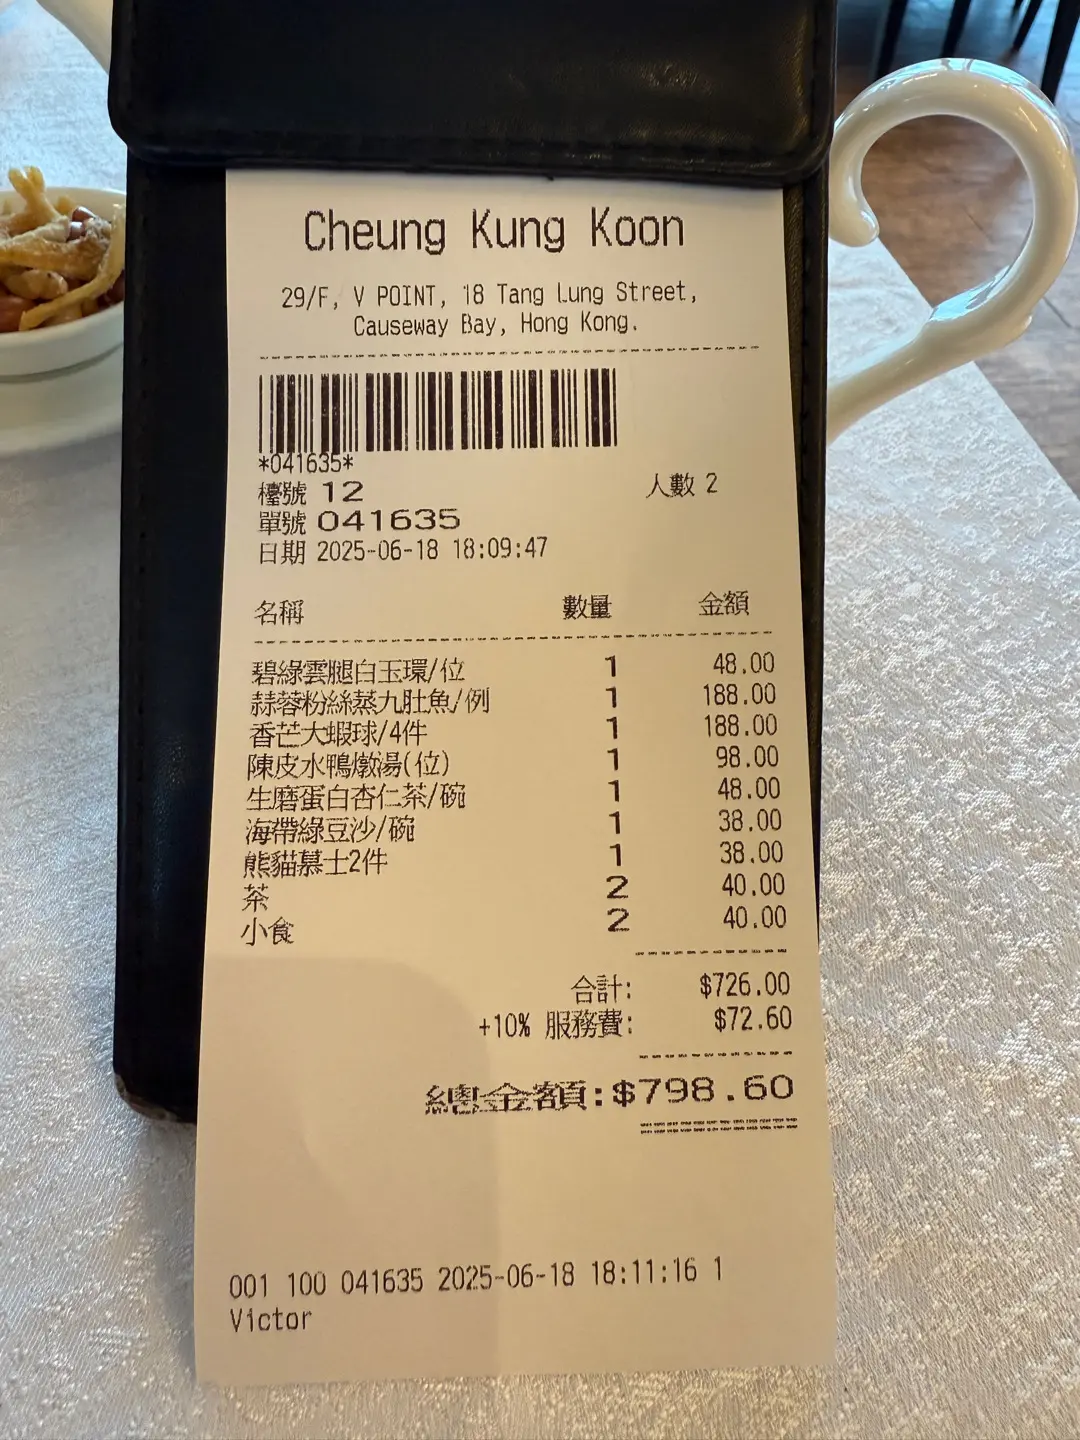 Cheung Kung Koon
29/F, V POINT, 18 Tang Lung Street,
Causeway Bay, Hong Kong.
*041635*
檯號 12 人數 2
單號 041635
日期 2025-06-18 18:09:47
名稱 數量 金額
碧綠雲腿白玉環/位 1 48.00
蒜蓉粉絲蒸九肚魚/例 1 188.00
香芒大蝦球/4件 1 188.00
陳皮水鴨燉湯(位) 1 98.00
生磨蛋白杏仁茶/碗 1 48.00
海帶綠豆沙/碗 1 38.00
熊貓慕士2件 1 38.00
茶 2 40.00
小食 2 40.00
合計: $726.00
+10% 服務費: $72.60
總金額:$798.60
001 100 041635 2025-06-18 18:11:16 1
Victor